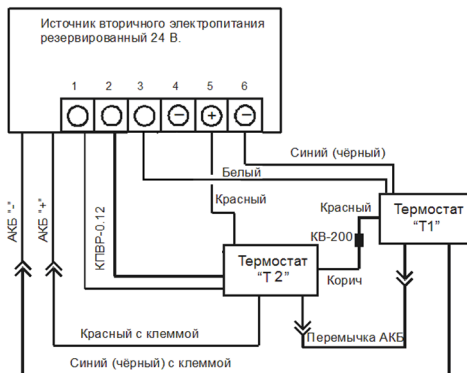 Источник вторичного электропитания
резервированный 24 В.
1 2 3 4 5 6
− + −
Синий (чёрный)
Белый
Красный
АКБ "-"
АКБ "+"
КПВР-0.12
Красный
Термостат
"Т1"
КВ-200
Термостат
"Т 2"
Корич
Красный с клеммой
Перемычка АКБ
Синий (чёрный) с клеммой